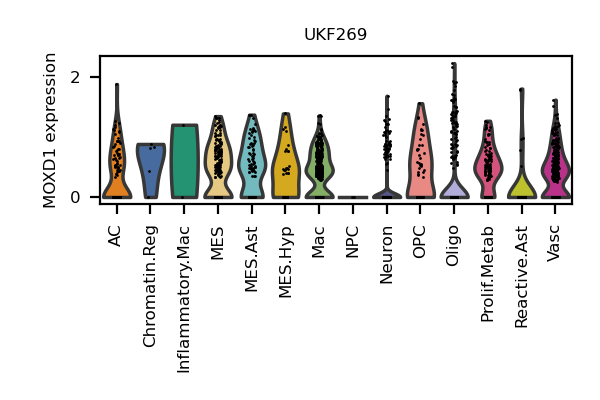 UKF269
MOXD1 expression
2
0
AC
Chromatin.Reg
Inflammatory.Mac
MES
MES.Ast
MES.Hyp
Mac
NPC
Neuron
OPC
Oligo
Prolif.Metab
Reactive.Ast
Vasc